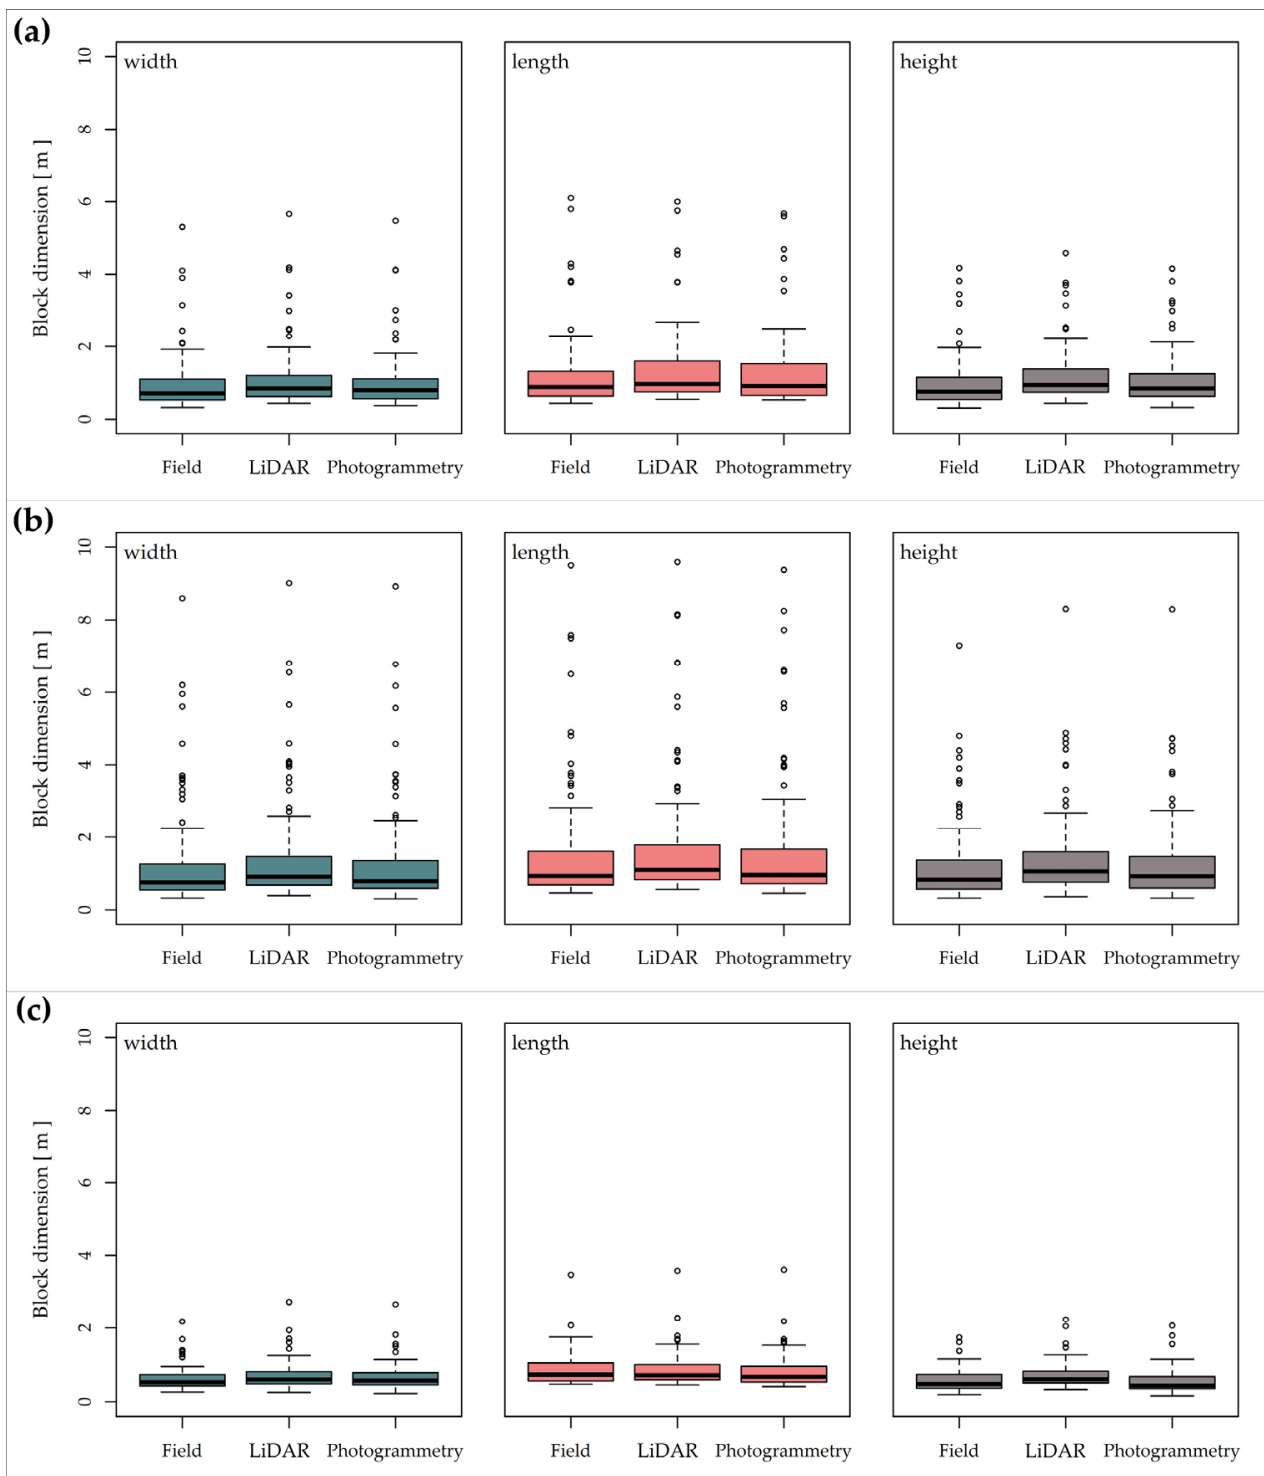 (a)
width
length
height
Block dimension [ m ]
10
8
6
4
2
0
Field
LiDAR
Photogrammetry
Field
LiDAR
Photogrammetry
Field
LiDAR
Photogrammetry
(b)
width
length
height
Block dimension [ m ]
10
8
6
4
2
0
Field
LiDAR
Photogrammetry
Field
LiDAR
Photogrammetry
Field
LiDAR
Photogrammetry
(c)
width
length
height
Block dimension [ m ]
10
8
6
4
2
0
Field
LiDAR
Photogrammetry
Field
LiDAR
Photogrammetry
Field
LiDAR
Photogrammetry